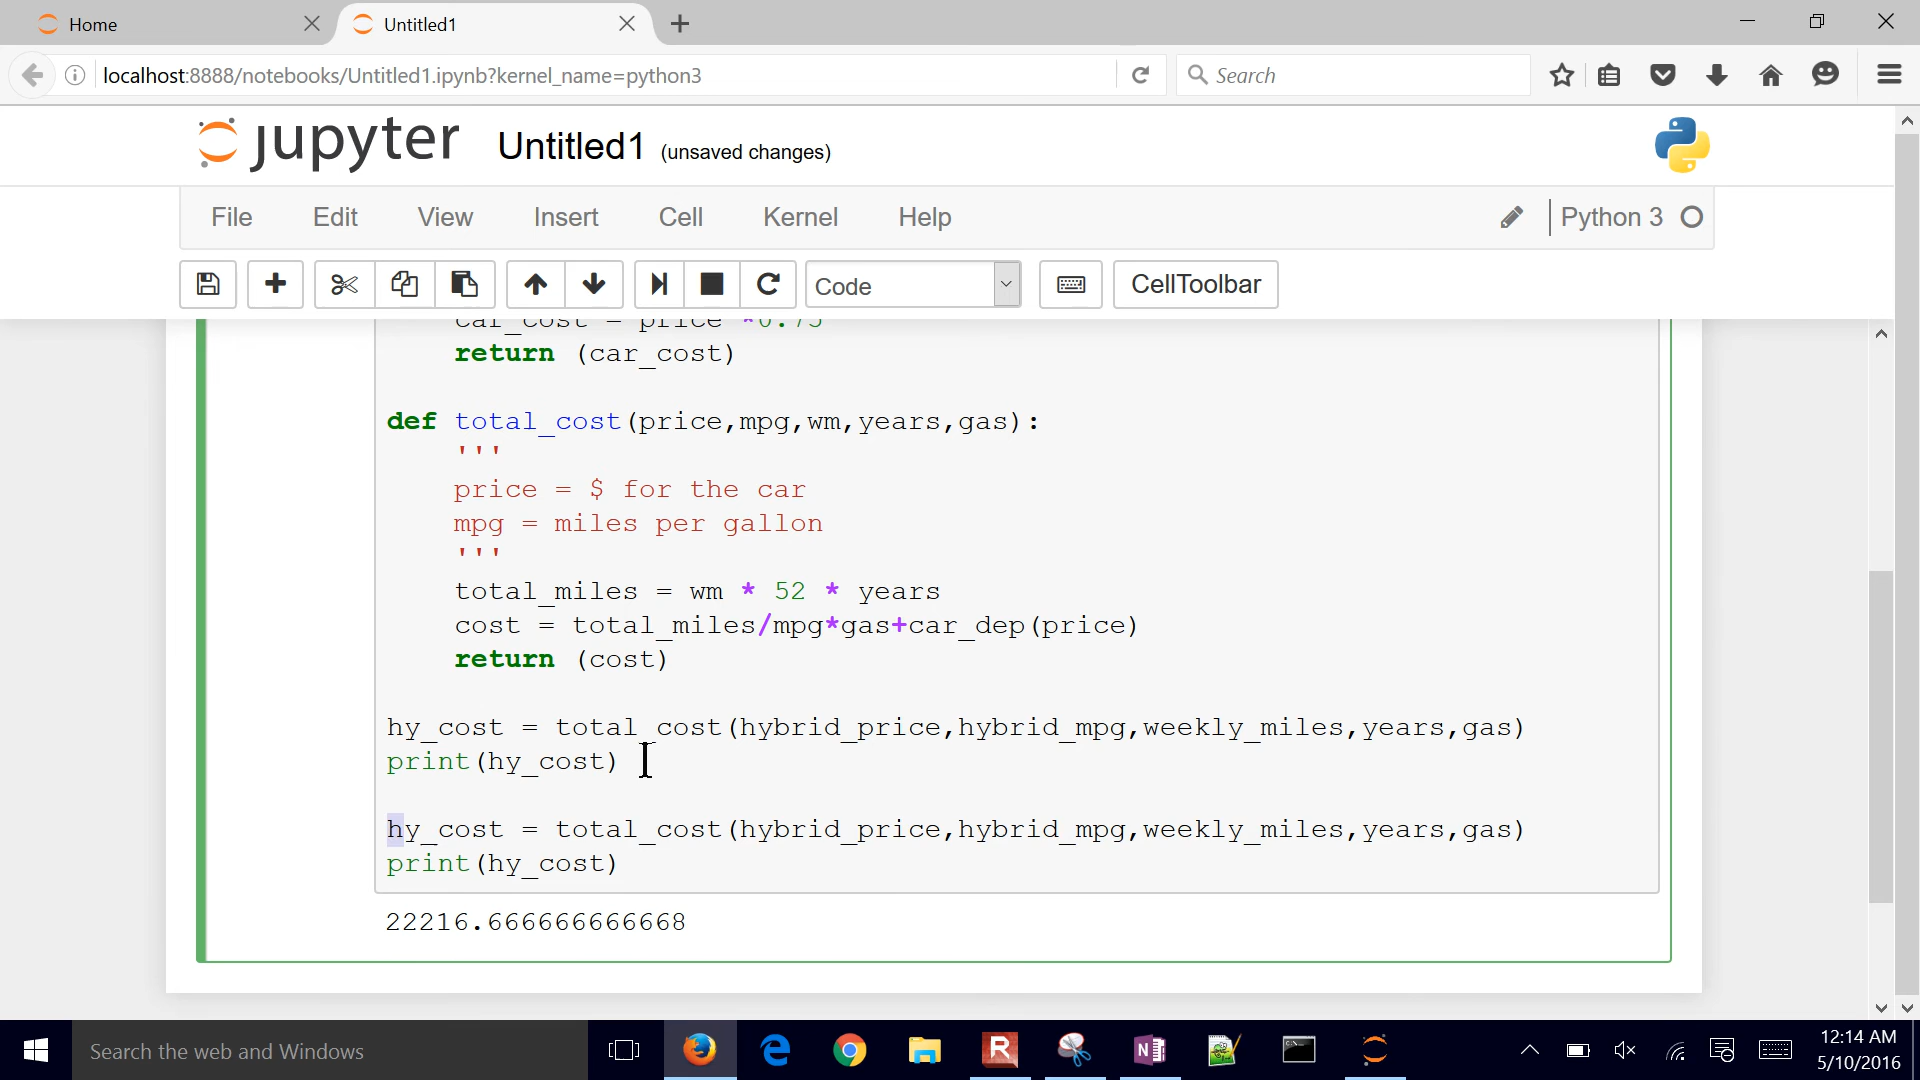 Home
Untitled1
localhost:8888/notebooks/Untitled1.ipynb?kernel_name=python3
Search
jupyter Untitled1 (unsaved changes)
File Edit View Insert Cell Kernel Help
Python 3
Code
CellToolbar
car_cost = price *0.75
return (car_cost)
def total_cost(price,mpg,wm,years,gas):
'''
price = $ for the car
mpg = miles per gallon
'''
total_miles = wm * 52 * years
cost = total_miles/mpg*gas+car_dep(price)
return (cost)
hy_cost = total_cost(hybrid_price,hybrid_mpg,weekly_miles,years,gas)
print(hy_cost)
hy_cost = total_cost(hybrid_price,hybrid_mpg,weekly_miles,years,gas)
print(hy_cost)
22216.666666666668
Search the web and Windows
12:14 AM
5/10/2016